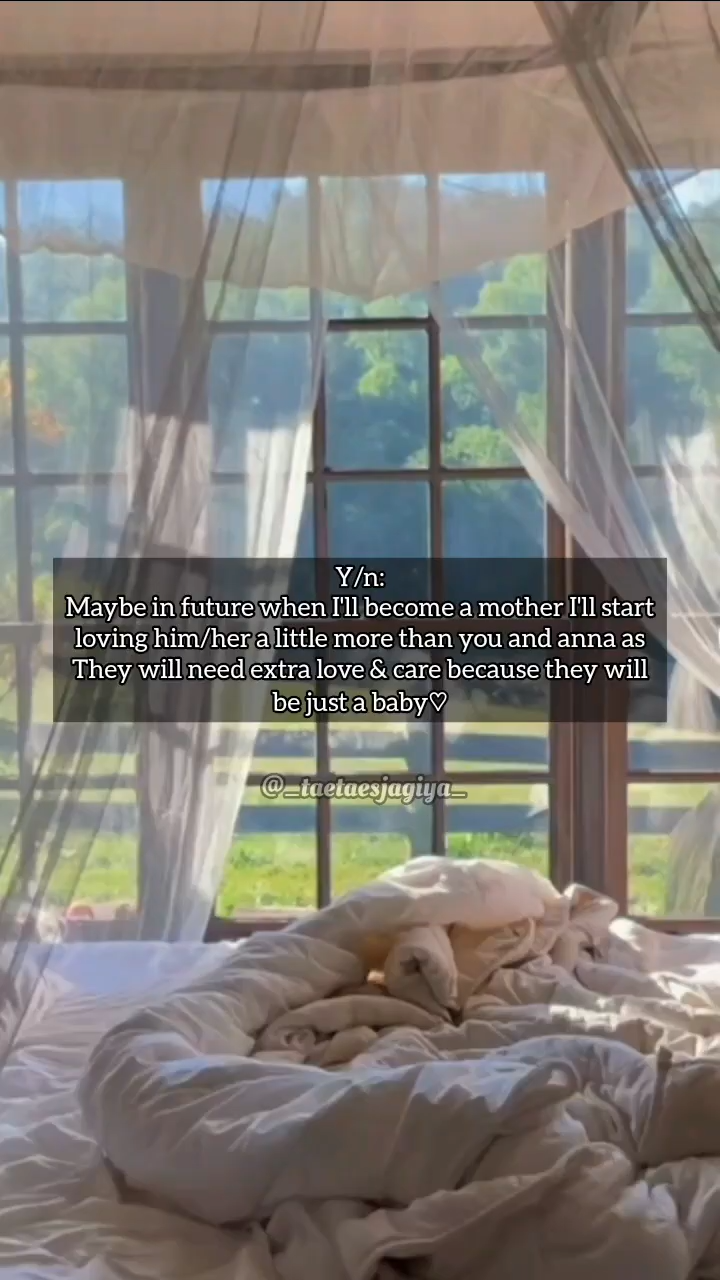 Y/n:
Maybe in future when I'll become a mother I'll start
loving him/her a little more than you and anna as
They will need extra love & care because they will
be just a baby♡
@_taetaesjagiya_